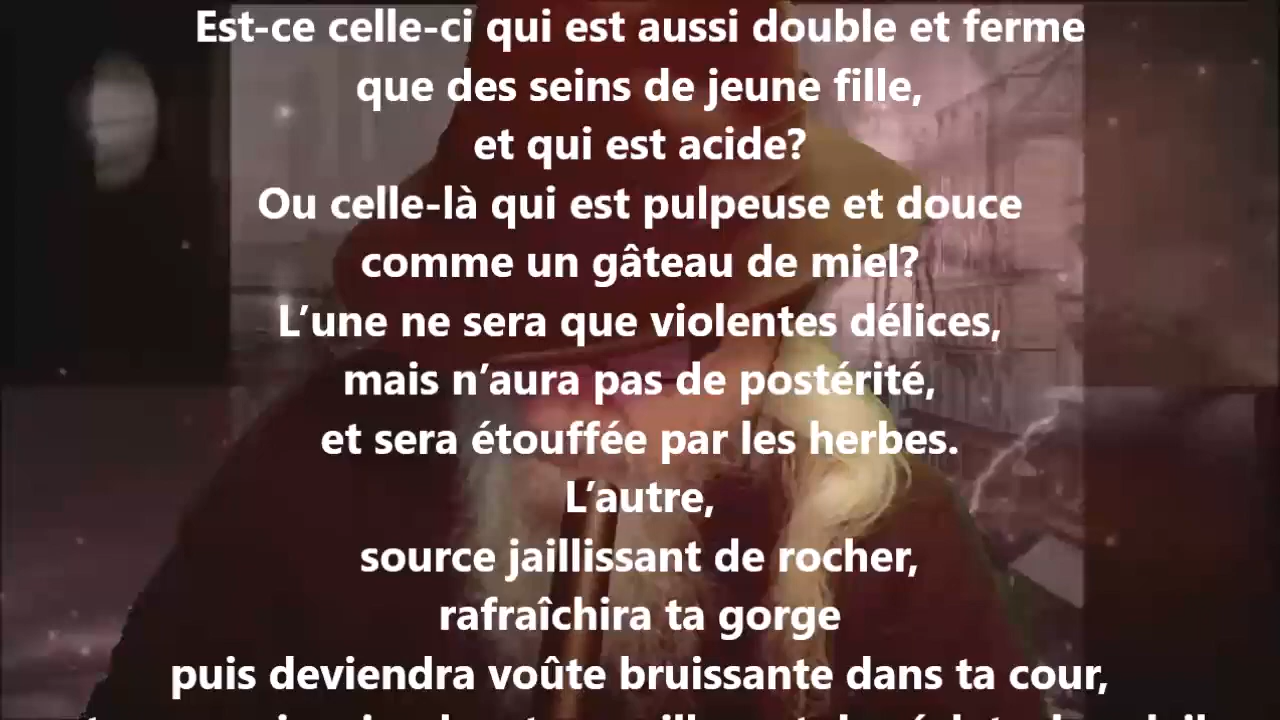 Est-ce celle-ci qui est aussi double et ferme
que des seins de jeune fille,
et qui est acide?
Ou celle-là qui est pulpeuse et douce
comme un gâteau de miel?
L’une ne sera que violentes délices,
mais n’aura pas de postérité,
et sera étouffée par les herbes.
L’autre,
source jaillissant de rocher,
rafraîchira ta gorge
puis deviendra voûte bruissante dans ta cour,